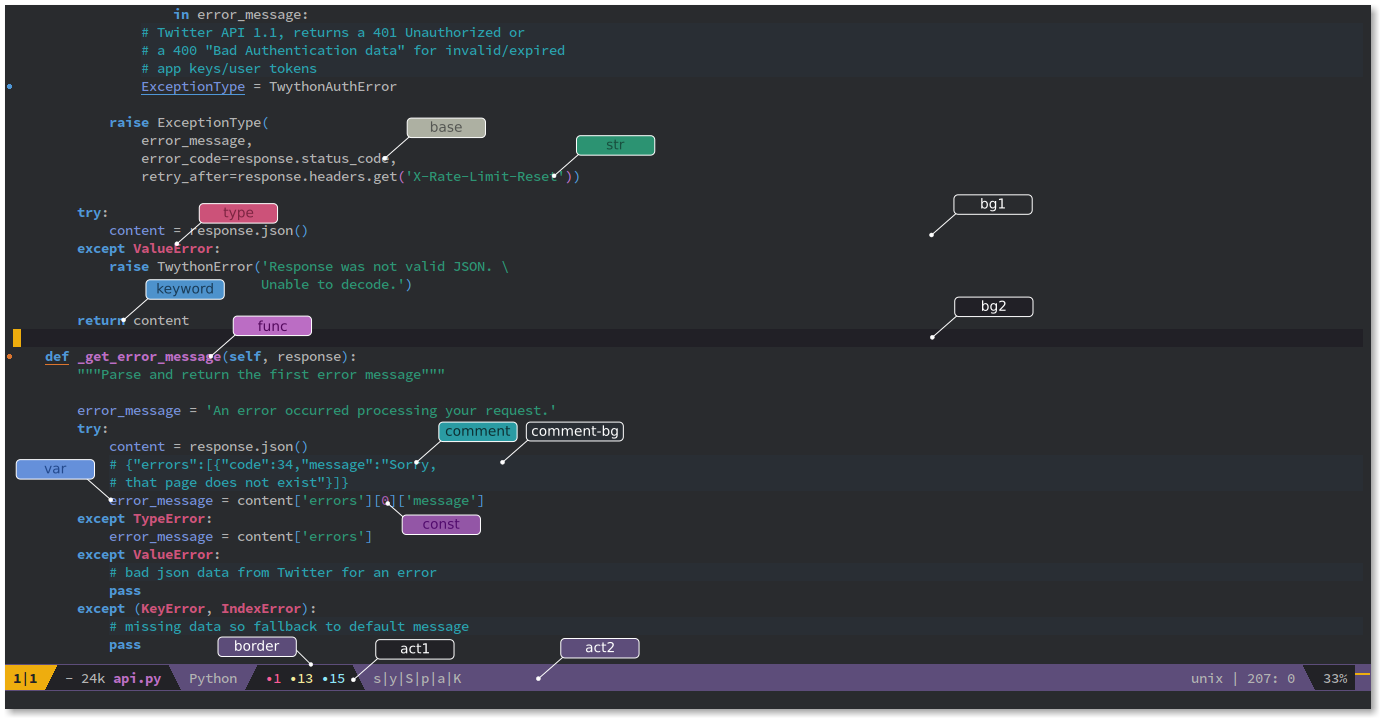 in error_message:
# Twitter API 1.1, returns a 401 Unauthorized or
# a 400 "Bad Authentication data" for invalid/expired
# app keys/user tokens
ExceptionType = TwythonAuthError
raise ExceptionType(
base
error_message,
str
error_code=response.status_code,
retry_after=response.headers.get('X-Rate-Limit-Reset'))
bg1
try:
type
content = response.json()
except ValueError:
raise TwythonError('Response was not valid JSON. \
Unable to decode.')
keyword
bg2
return content
func
def _get_error_message(self, response):
"""Parse and return the first error message"""
error_message = 'An error occurred processing your request.'
try:
comment
comment-bg
content = response.json()
# {"errors":[{"code":34,"message":"Sorry,
var
# that page does not exist"}]}
error_message = content['errors'][0]['message']
except TypeError:
const
error_message = content['errors']
except ValueError:
# bad json data from Twitter for an error
pass
except (KeyError, IndexError):
# missing data so fallback to default message
pass
border
act1
act2
1|1 - 24k api.py Python •1 •13 •15 s|y|S|p|a|K unix | 207: 0 33%